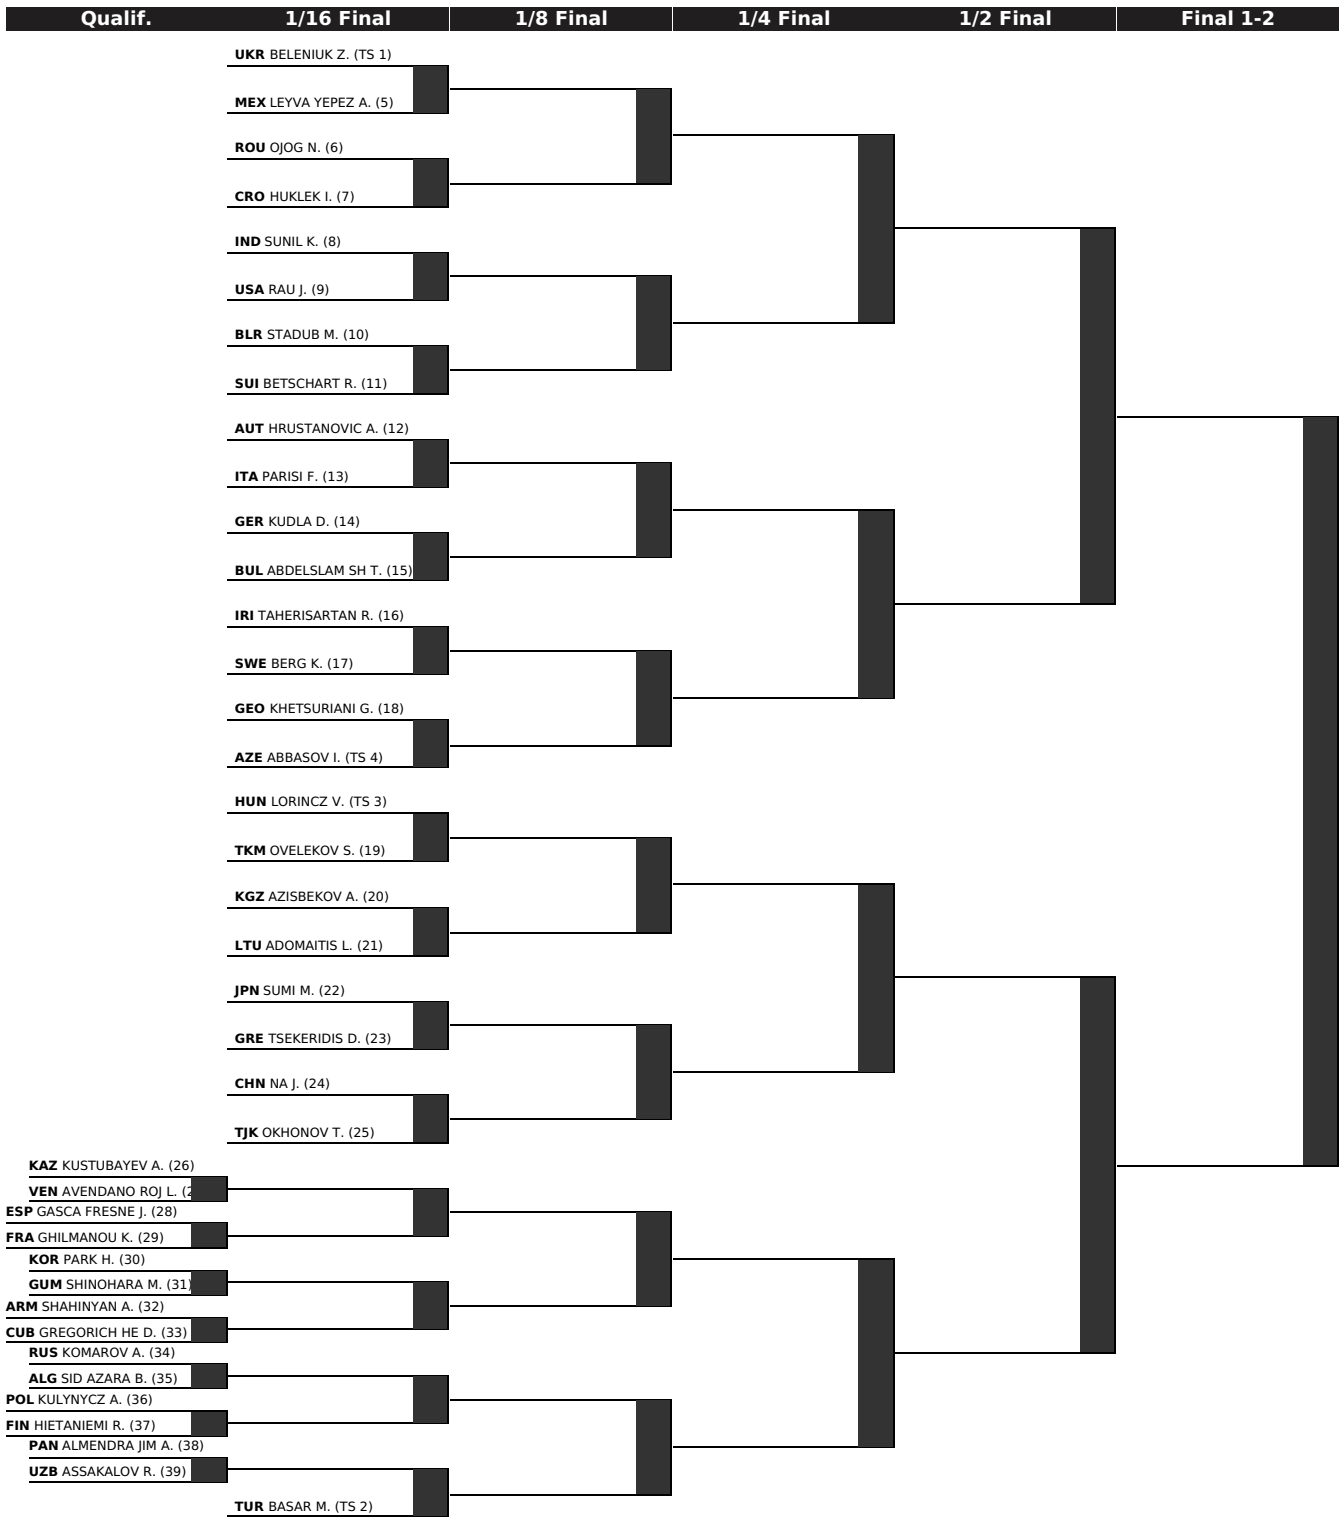 Qualif. 1/16 Final 1/8 Final 1/4 Final 1/2 Final Final 1-2
UKR BELENIUK Z. (TS 1)
MEX LEYVA YEPEZ A. (5)
ROU OJOG N. (6)
CRO HUKLEK I. (7)
IND SUNIL K. (8)
USA RAU J. (9)
BLR STADUB M. (10)
SUI BETSCHART R. (11)
AUT HRUSTANOVIC A. (12)
ITA PARISI F. (13)
GER KUDLA D. (14)
BUL ABDELSLAM SH T. (15)
IRI TAHERISARTAN R. (16)
SWE BERG K. (17)
GEO KHETSURIANI G. (18)
AZE ABBASOV I. (TS 4)
HUN LORINCZ V. (TS 3)
TKM OVELEKOV S. (19)
KGZ AZISBEKOV A. (20)
LTU ADOMAITIS L. (21)
JPN SUMI M. (22)
GRE TSEKERIDIS D. (23)
CHN NA J. (24)
TJK OKHONOV T. (25)
KAZ KUSTUBAYEV A. (26)
VEN AVENDANO ROJ L.
ESP GASCA FRESNE J. (28)
FRA GHILMANOU K. (29)
KOR PARK H. (30)
GUM SHINOHARA M. (31)
ARM SHAHINYAN A. (32)
CUB GREGORICH HE D. (33)
RUS KOMAROV A. (34)
ALG SID AZARA B. (35)
POL KULYNYCZ A. (36)
FIN HIETANIEMI R. (37)
PAN ALMENDRA JIM A. (38)
UZB ASSAKALOV R. (39)
TUR BASAR M. (TS 2)